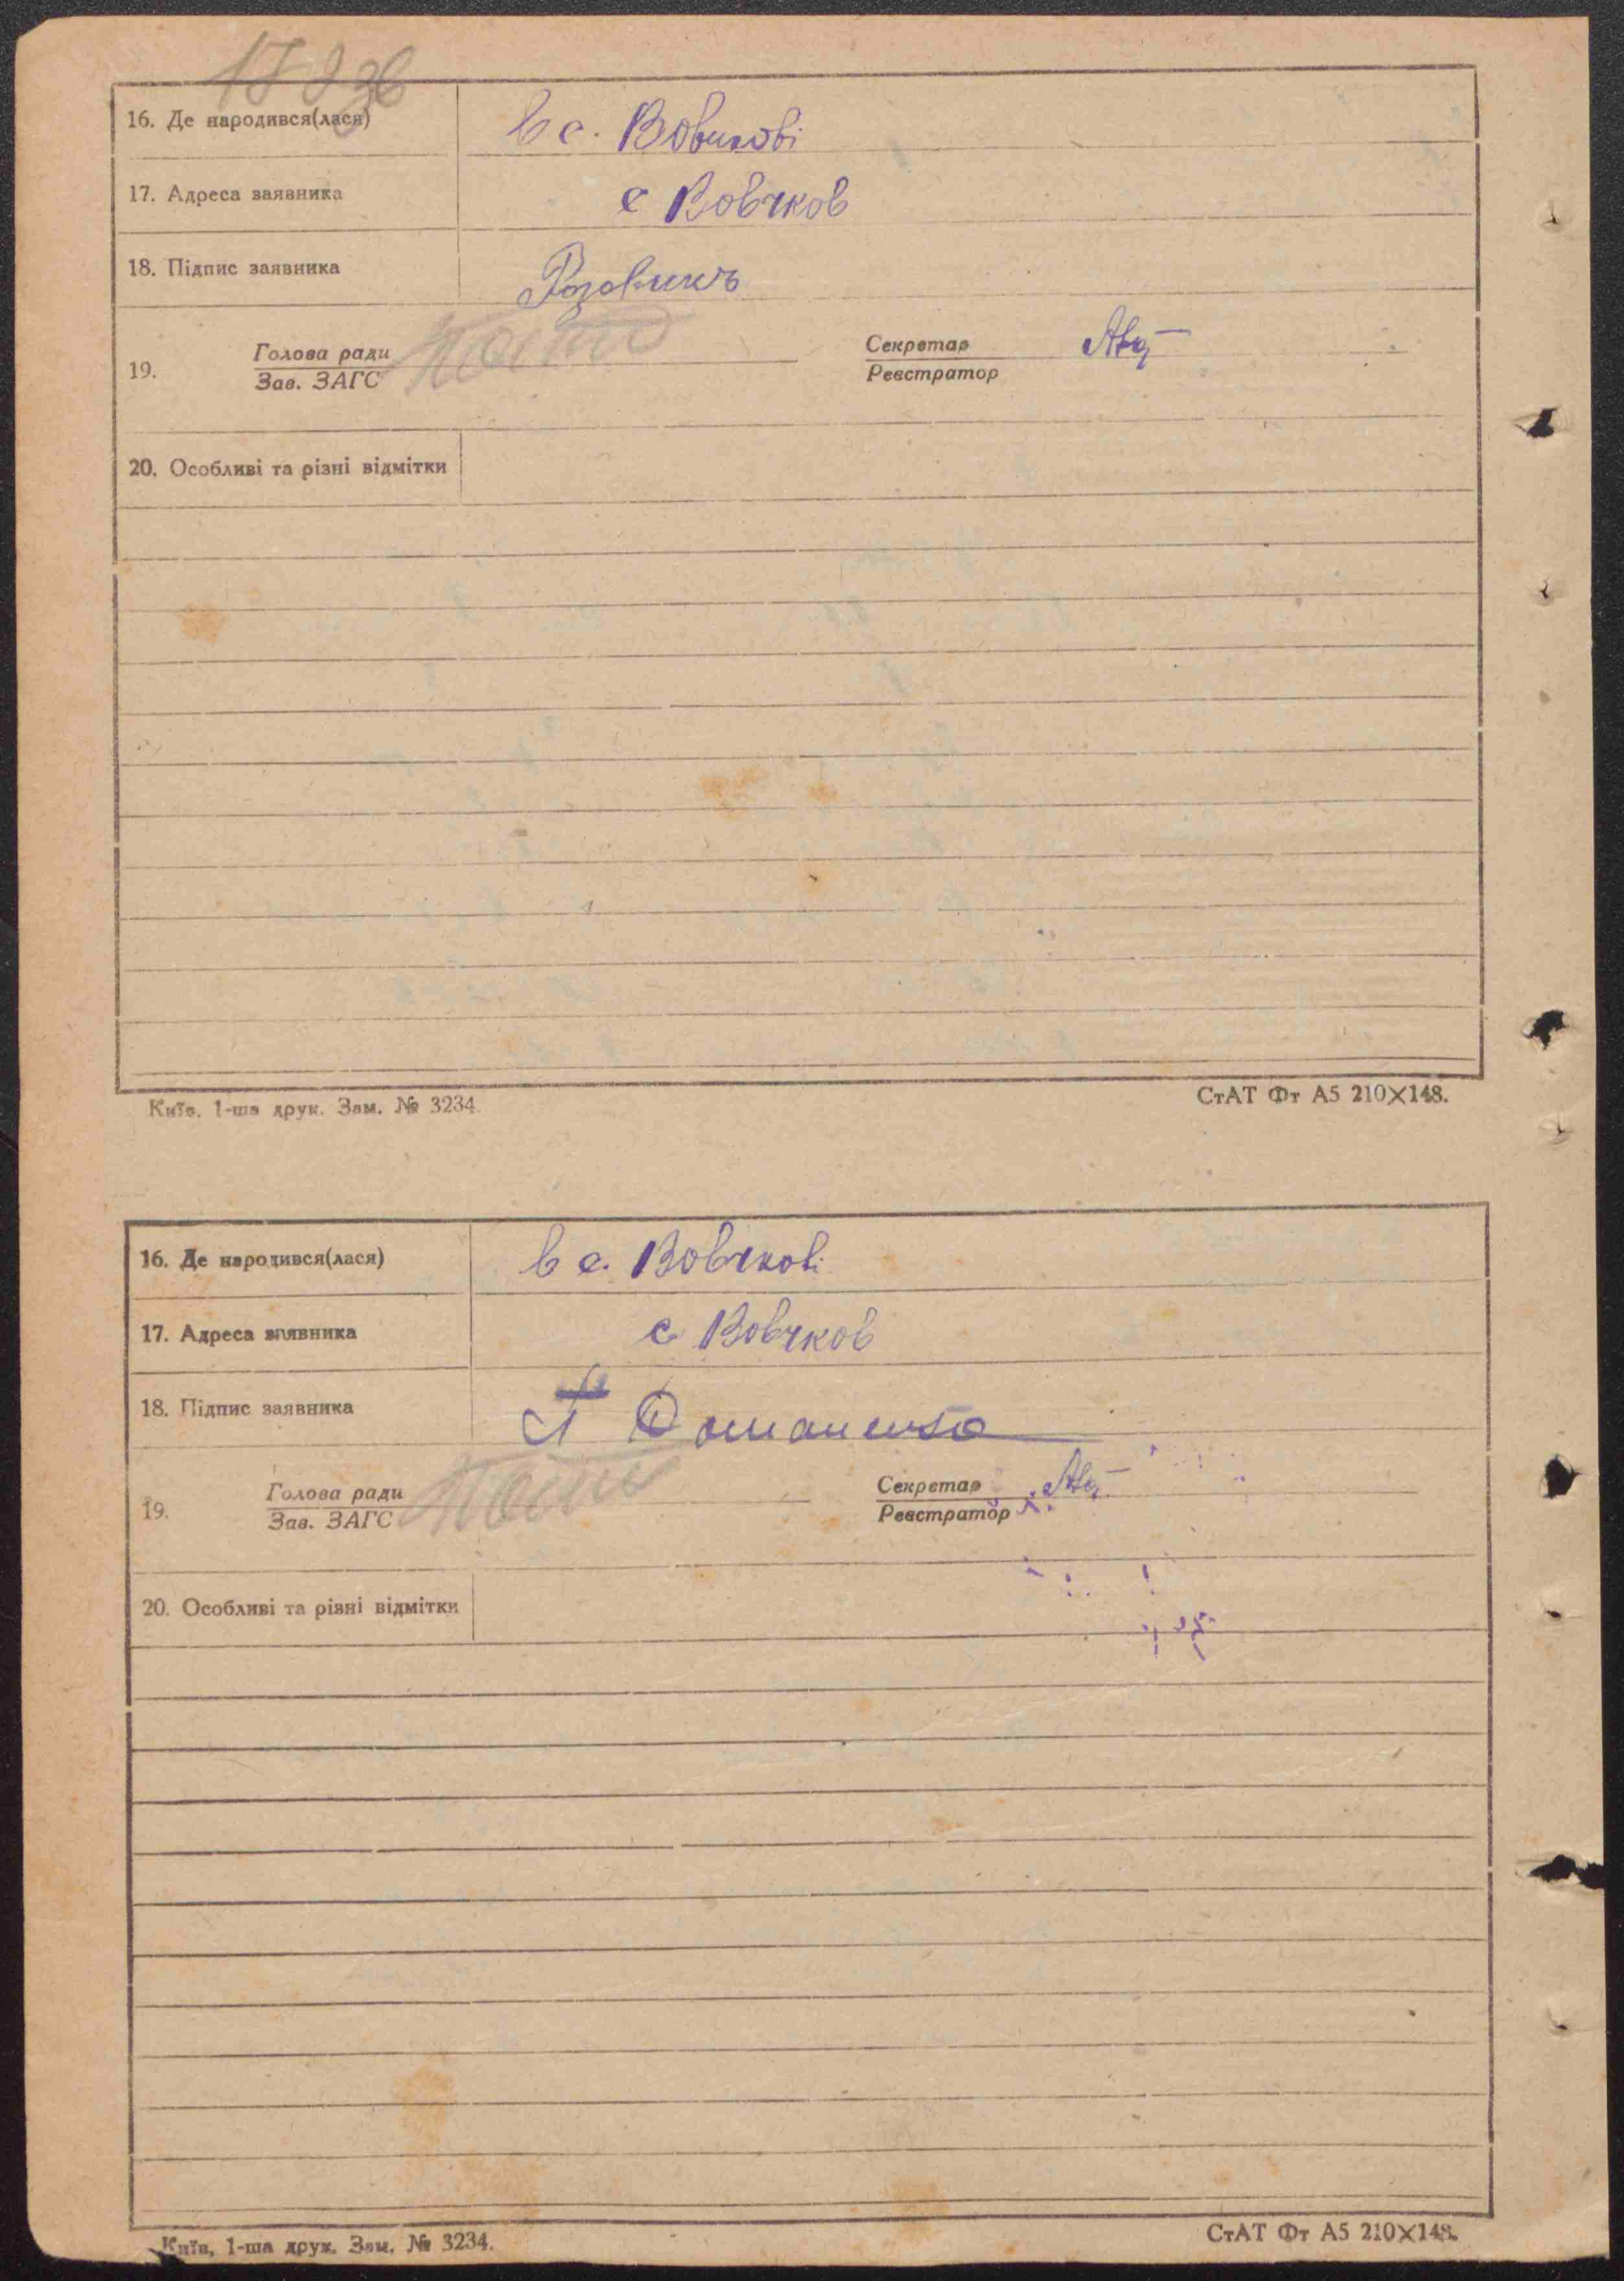 16. Де народився(лася) в с. Вовчкові
17. Адреса заявника с Вовчков
18. Підпис заявника
19. Голова ради Секретар
Зав. ЗАГС Реєстратор
20. Особливі та різні відмітки
Київ. 1-ша друк. Зам. № 3234 СтАТ Фт А5 210×148.
16. Де народився(лася) в с. Вовчкові
17. Адреса заявника с Вовчков
18. Підпис заявника Доманенко
19. Голова ради Секретар
Зав. ЗАГС Реєстратор
20. Особливі та різні відмітки
Київ, 1-ша друк. Зам. № 3234. СтАТ Фт А5 210×148.